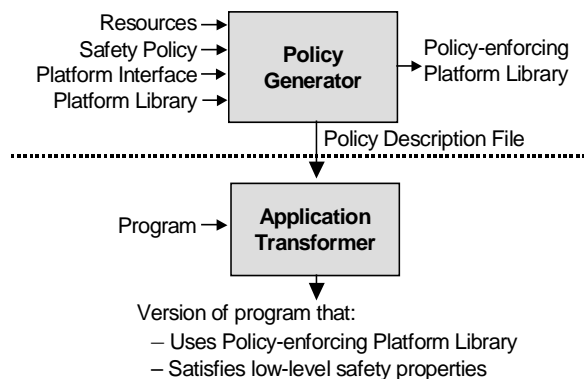 Resources
Safety Policy
Platform Interface
Platform Library
Policy
Generator
Policy-enforcing
Platform Library
Policy Description File
Program
Application
Transformer
Version of program that:
– Uses Policy-enforcing Platform Library
– Satisfies low-level safety properties